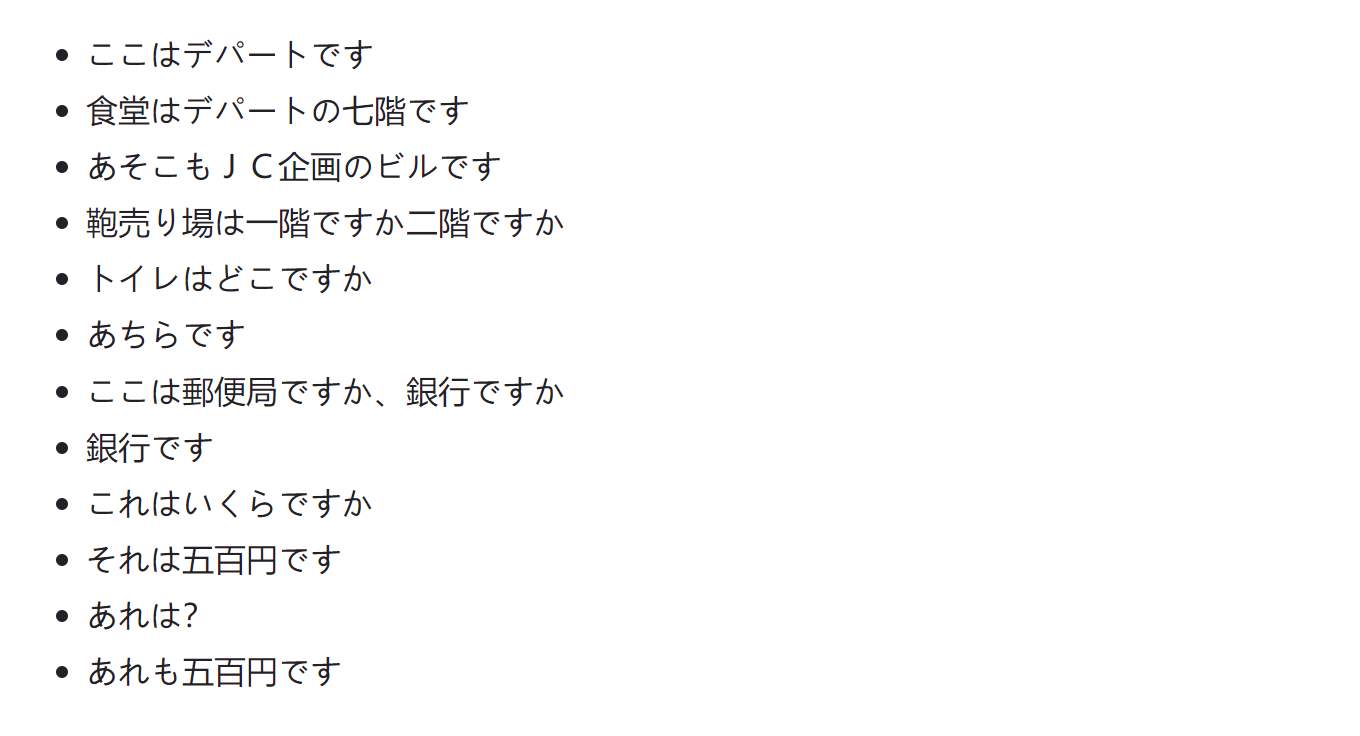 • ここはデパートです
• 食堂はデパートの七階です
• あそこもＪＣ企画のビルです
• 鞄売り場は一階ですか二階ですか
• トイレはどこですか
• あちらです
• ここは郵便局ですか、銀行ですか
• 銀行です
• これはいくらですか
• それは五百円です
• あれは?
• あれも五百円です